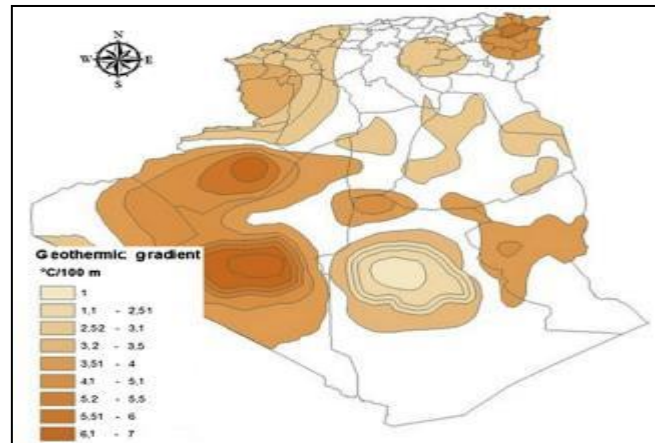 N
W E
S
Geothermic gradient
°C/100 m
1
1,1 - 2,51
2,52 - 3,1
3,2 - 3,5
3,51 - 4
4,1 - 5,1
5,2 - 5,5
5,51 - 6
6,1 - 7